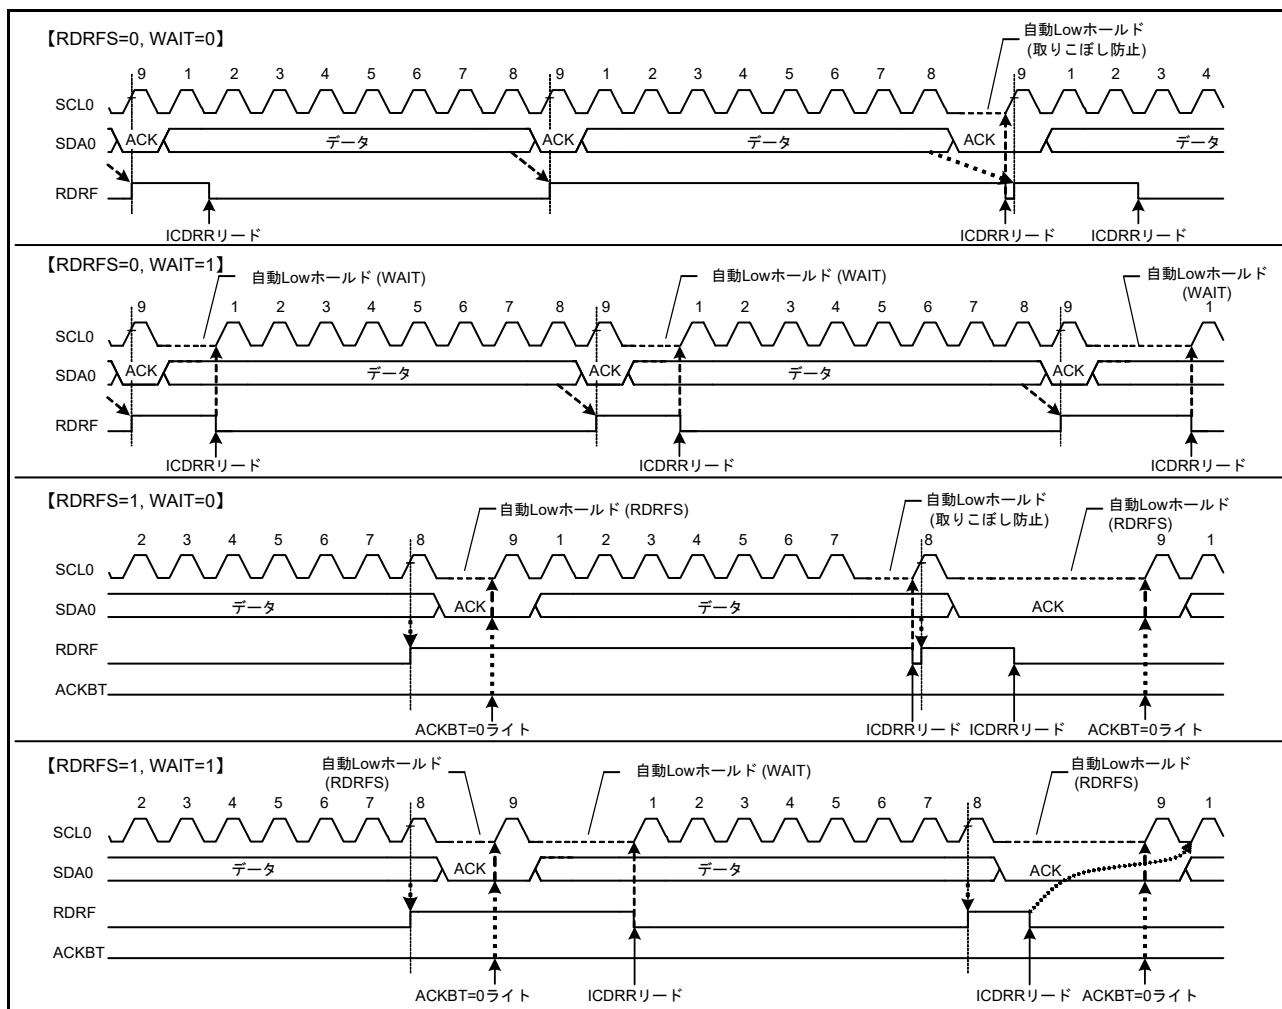 【RDRFS=0, WAIT=0】
自動Lowホールド
(取りこぼし防止)
9 1 2 3 4 5 6 7 8 9 1 2 3 4 5 6 7 8 9 1 2 3 4
SCL0
SDA0 ACK データ ACK データ ACK データ
RDRF
ICDRRリード ICDRRリード ICDRRリード
【RDRFS=0, WAIT=1】
自動Lowホールド (WAIT) 自動Lowホールド (WAIT) 自動Lowホールド
(WAIT)
9 1 2 3 4 5 6 7 8 9 1 2 3 4 5 6 7 8 9 1
SCL0
SDA0 ACK データ ACK データ ACK
RDRF
ICDRRリード ICDRRリード ICDRRリード
【RDRFS=1, WAIT=0】
自動Lowホールド (RDRFS) 自動Lowホールド
(取りこぼし防止)
自動Lowホールド
(RDRFS)
2 3 4 5 6 7 8 9 1 2 3 4 5 6 7 8 9 1
SCL0
SDA0 データ ACK データ ACK
RDRF
ACKBT
ACKBT=0ライト ICDRRリード ICDRRリード ACKBT=0ライト
【RDRFS=1, WAIT=1】
自動Lowホールド
(RDRFS)
自動Lowホールド (WAIT)
自動Lowホールド
(RDRFS)
2 3 4 5 6 7 8 9 1 2 3 4 5 6 7 8 9 1
SCL0
SDA0 データ ACK データ ACK
RDRF
ACKBT
ACKBT=0ライト ICDRRリード ICDRRリード ACKBT=0ライト